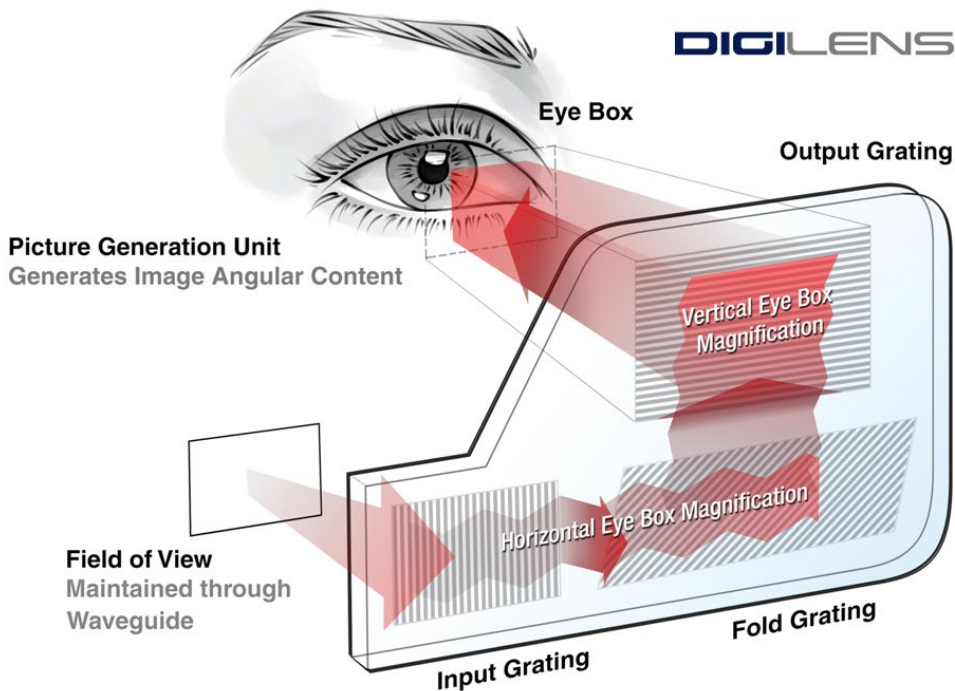 DIGILENS
Eye Box
Output Grating
Picture Generation Unit
Generates Image Angular Content
Vertical Eye Box
Magnification
Horizontal Eye Box Magnification
Field of View
Maintained through
Waveguide
Input Grating
Fold Grating